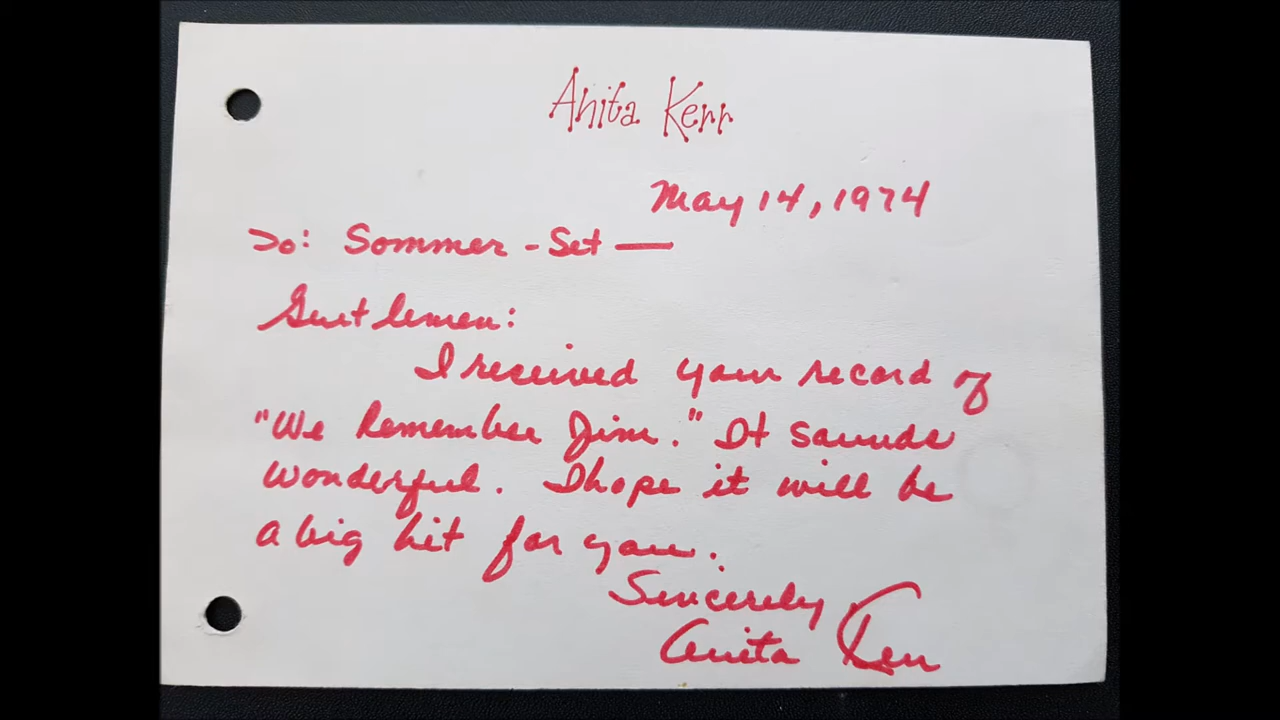 Anita Kerr
May 14, 1974
To: Sommer-Set —
Gentlemen:
I received your record of
"We Remember Jim." It sounds
wonderful. I hope it will be
a big hit for you.
Sincerely,
Anita Kerr